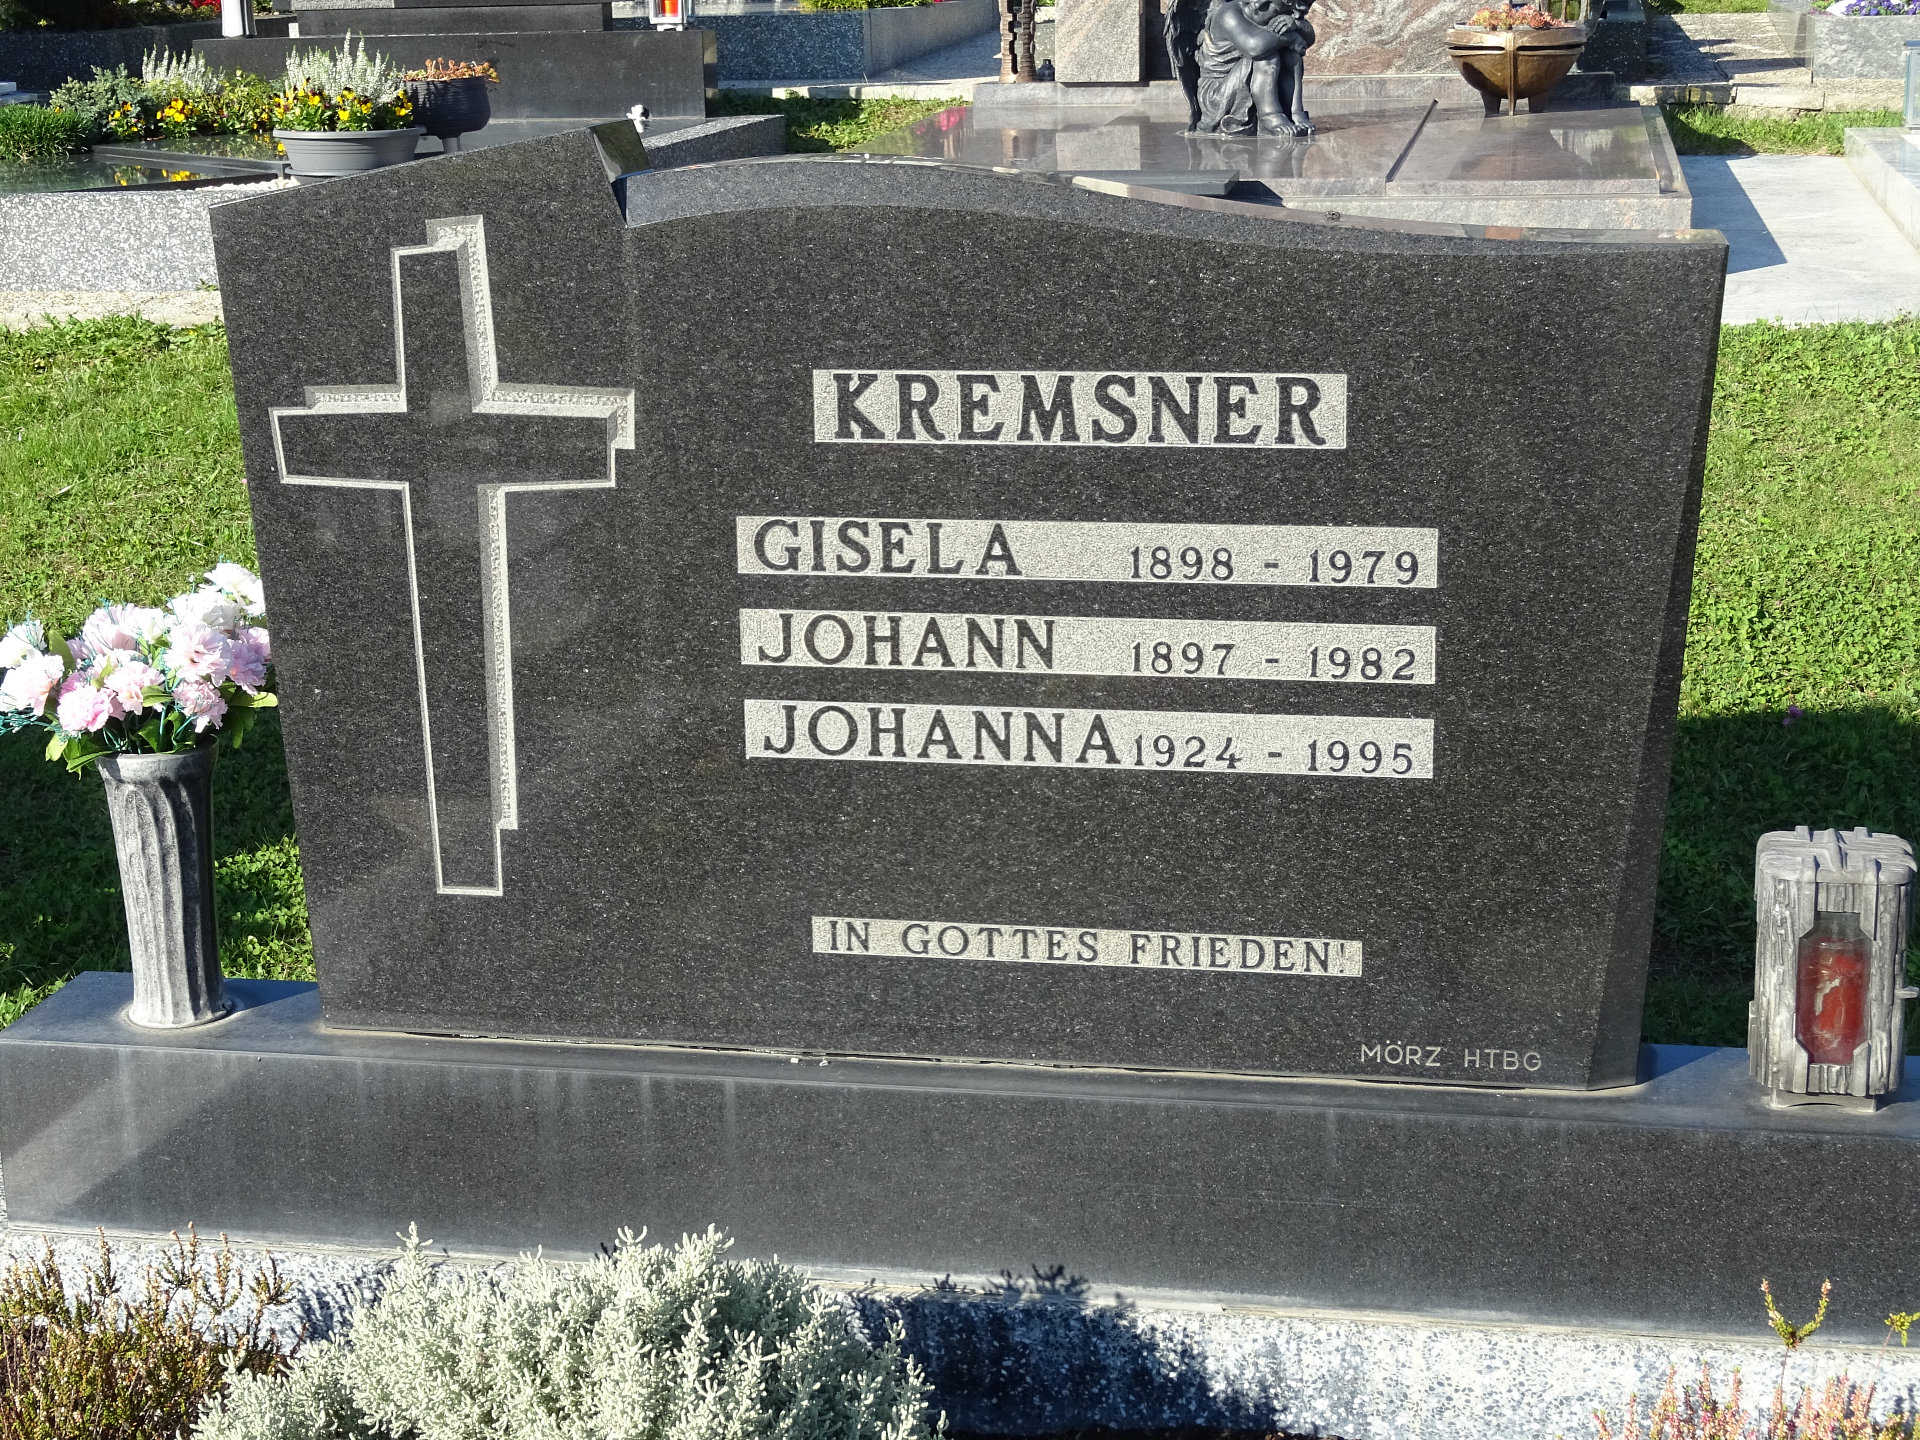 KREMSNER
GISELA 1898 - 1979
JOHANN 1897 - 1982
JOHANNA 1924 - 1995
IN GOTTES FRIEDEN!
MÖRZ HTBG